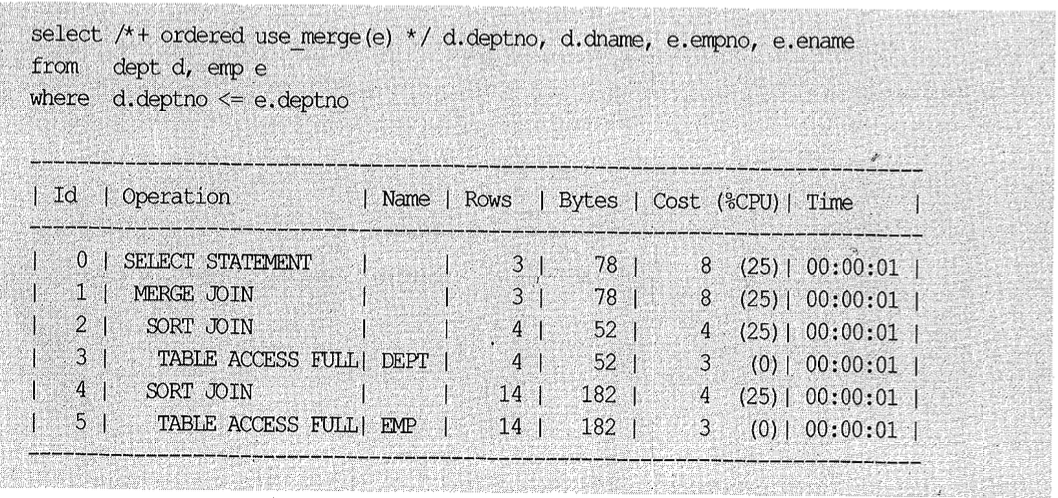 select /*+ ordered use_merge(e) */ d.deptno, d.dname, e.empno, e.ename
from   dept d, emp e
where  d.deptno <= e.deptno
---------------------------------------------------------------------------
| Id  | Operation           | Name | Rows  | Bytes | Cost (%CPU)| Time     |
---------------------------------------------------------------------------
|   0 | SELECT STATEMENT    |      |     3 |    78 |     8  (25)| 00:00:01 |
|   1 |  MERGE JOIN         |      |     3 |    78 |     8  (25)| 00:00:01 |
|   2 |   SORT JOIN         |      |     4 |    52 |     4  (25)| 00:00:01 |
|   3 |    TABLE ACCESS FULL| DEPT |     4 |    52 |     3   (0)| 00:00:01 |
|   4 |   SORT JOIN         |      |    14 |   182 |     4  (25)| 00:00:01 |
|   5 |    TABLE ACCESS FULL| EMP  |    14 |   182 |     3   (0)| 00:00:01 |
---------------------------------------------------------------------------